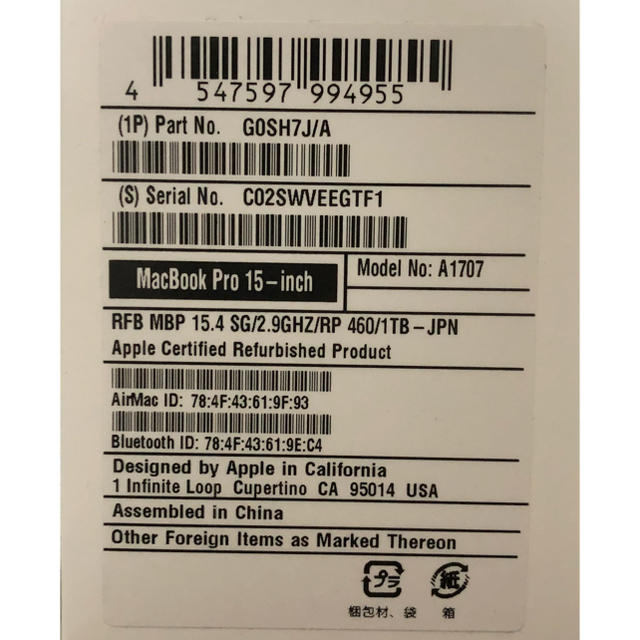 4 547597 994955
(1P) Part No. G0SH7J/A
(S) Serial No. C02SWVEEGTF1
MacBook Pro 15-inch
Model No: A1707
RFB MBP 15.4 SG/2.9GHZ/RP 460/1TB-JPN
Apple Certified Refurbished Product
AirMac ID: 78:4F:43:61:9F:93
Bluetooth ID: 78:4F:43:61:9E:C4
Designed by Apple in California
1 Infinite Loop Cupertino CA 95014 USA
Assembled in China
Other Foreign Items as Marked Thereon
プラ 紙
梱包材、袋 箱